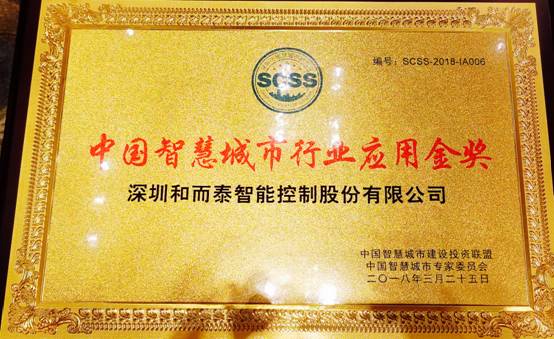 编号：SCSS-2018-IA006
SCSS
中国智慧城市行业应用金奖
深圳和而泰智能控制股份有限公司
中国智慧城市建设投资联盟
中国智慧城市专家委员会
二〇一八年三月二十五日